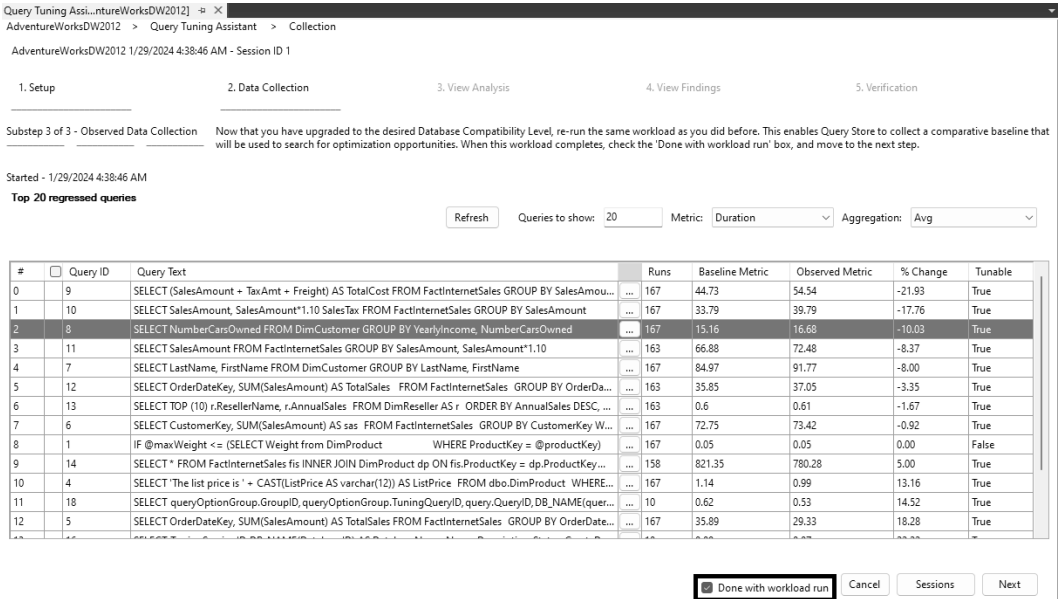 Query Tuning Assi...ntureWorksDW2012]
AdventureWorksDW2012 > Query Tuning Assistant > Collection
AdventureWorksDW2012 1/29/2024 4:38:46 AM - Session ID 1
1. Setup 2. Data Collection 3. View Analysis 4. View Findings 5. Verification
Substep 3 of 3 - Observed Data Collection Now that you have upgraded to the desired Database Compatibility Level, re-run the same workload as you did before. This enables Query Store to collect a comparative baseline that
will be used to search for optimization opportunities. When this workload completes, check the 'Done with workload run' box, and move to the next step.
Started - 1/29/2024 4:38:46 AM
Top 20 regressed queries
Refresh Queries to show: 20 Metric: Duration Aggregation: Avg
# Query ID Query Text Runs Baseline Metric Observed Metric % Change Tunable
0 9 SELECT (SalesAmount + TaxAmt + Freight) AS TotalCost FROM FactInternetSales GROUP BY SalesAmou... ... 167 44.73 54.54 -21.93 True
1 10 SELECT SalesAmount, SalesAmount*1.10 SalesTax FROM FactInternetSales GROUP BY SalesAmount ... 167 33.79 39.79 -17.76 True
2 8 SELECT NumberCarsOwned FROM DimCustomer GROUP BY YearlyIncome, NumberCarsOwned ... 167 15.16 16.68 -10.03 True
3 11 SELECT SalesAmount FROM FactInternetSales GROUP BY SalesAmount, SalesAmount*1.10 ... 163 66.88 72.48 -8.37 True
4 7 SELECT LastName, FirstName FROM DimCustomer GROUP BY LastName, FirstName ... 167 84.97 91.77 -8.00 True
5 12 SELECT OrderDateKey, SUM(SalesAmount) AS TotalSales FROM FactInternetSales GROUP BY OrderDa... ... 163 35.85 37.05 -3.35 True
6 13 SELECT TOP (10) r.ResellerName, r.AnnualSales FROM DimReseller AS r ORDER BY AnnualSales DESC, ... ... 163 0.6 0.61 -1.67 True
7 6 SELECT CustomerKey, SUM(SalesAmount) AS sas FROM FactInternetSales GROUP BY CustomerKey W... ... 167 72.75 73.42 -0.92 True
8 1 IF @maxWeight <= (SELECT Weight from DimProduct WHERE ProductKey = @productKey) ... 167 0.05 0.05 0.00 False
9 14 SELECT * FROM FactInternetSales fis INNER JOIN DimProduct dp ON fis.ProductKey = dp.ProductKey... ... 158 821.35 780.28 5.00 True
10 4 SELECT 'The list price is ' + CAST(ListPrice AS varchar(12)) AS ListPrice FROM dbo.DimProduct WHERE... ... 167 1.14 0.99 13.16 True
11 18 SELECT queryOptionGroup.GroupID, queryOptionGroup.TuningQueryID, query.QueryID, DB_NAME(quer... ... 10 0.62 0.53 14.52 True
12 5 SELECT OrderDateKey, SUM(SalesAmount) AS TotalSales FROM FactInternetSales GROUP BY OrderDate... ... 167 35.89 29.33 18.28 True
Done with workload run Cancel Sessions Next